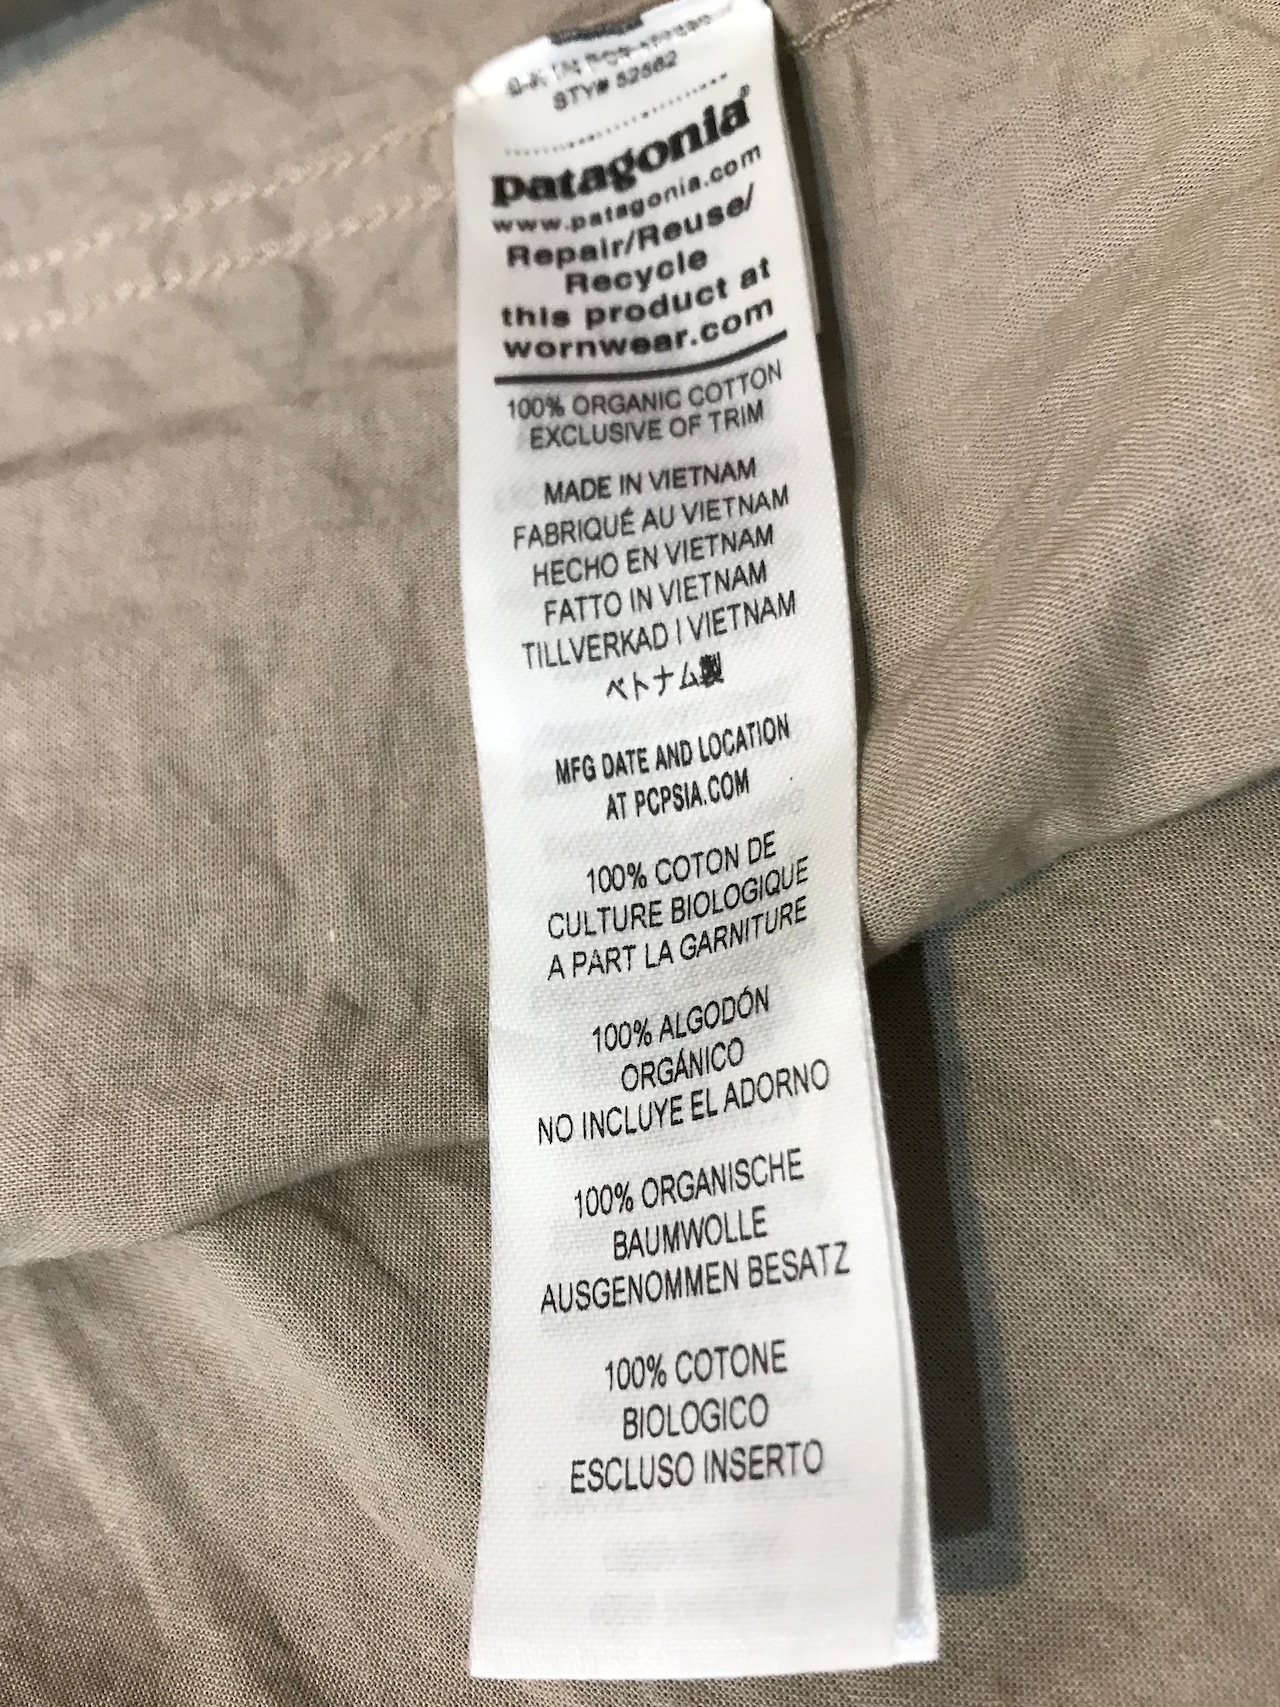 STY# 52562
patagonia®
www.patagonia.com
Repair/Reuse/
Recycle
this product at
wornwear.com
100% ORGANIC COTTON
EXCLUSIVE OF TRIM
MADE IN VIETNAM
FABRIQUÉ AU VIETNAM
HECHO EN VIETNAM
FATTO IN VIETNAM
TILLVERKAD I VIETNAM
ベトナム製
MFG DATE AND LOCATION
AT PCPSIA.COM
100% COTON DE
CULTURE BIOLOGIQUE
A PART LA GARNITURE
100% ALGODÓN
ORGÁNICO
NO INCLUYE EL ADORNO
100% ORGANISCHE
BAUMWOLLE
AUSGENOMMEN BESATZ
100% COTONE
BIOLOGICO
ESCLUSO INSERTO